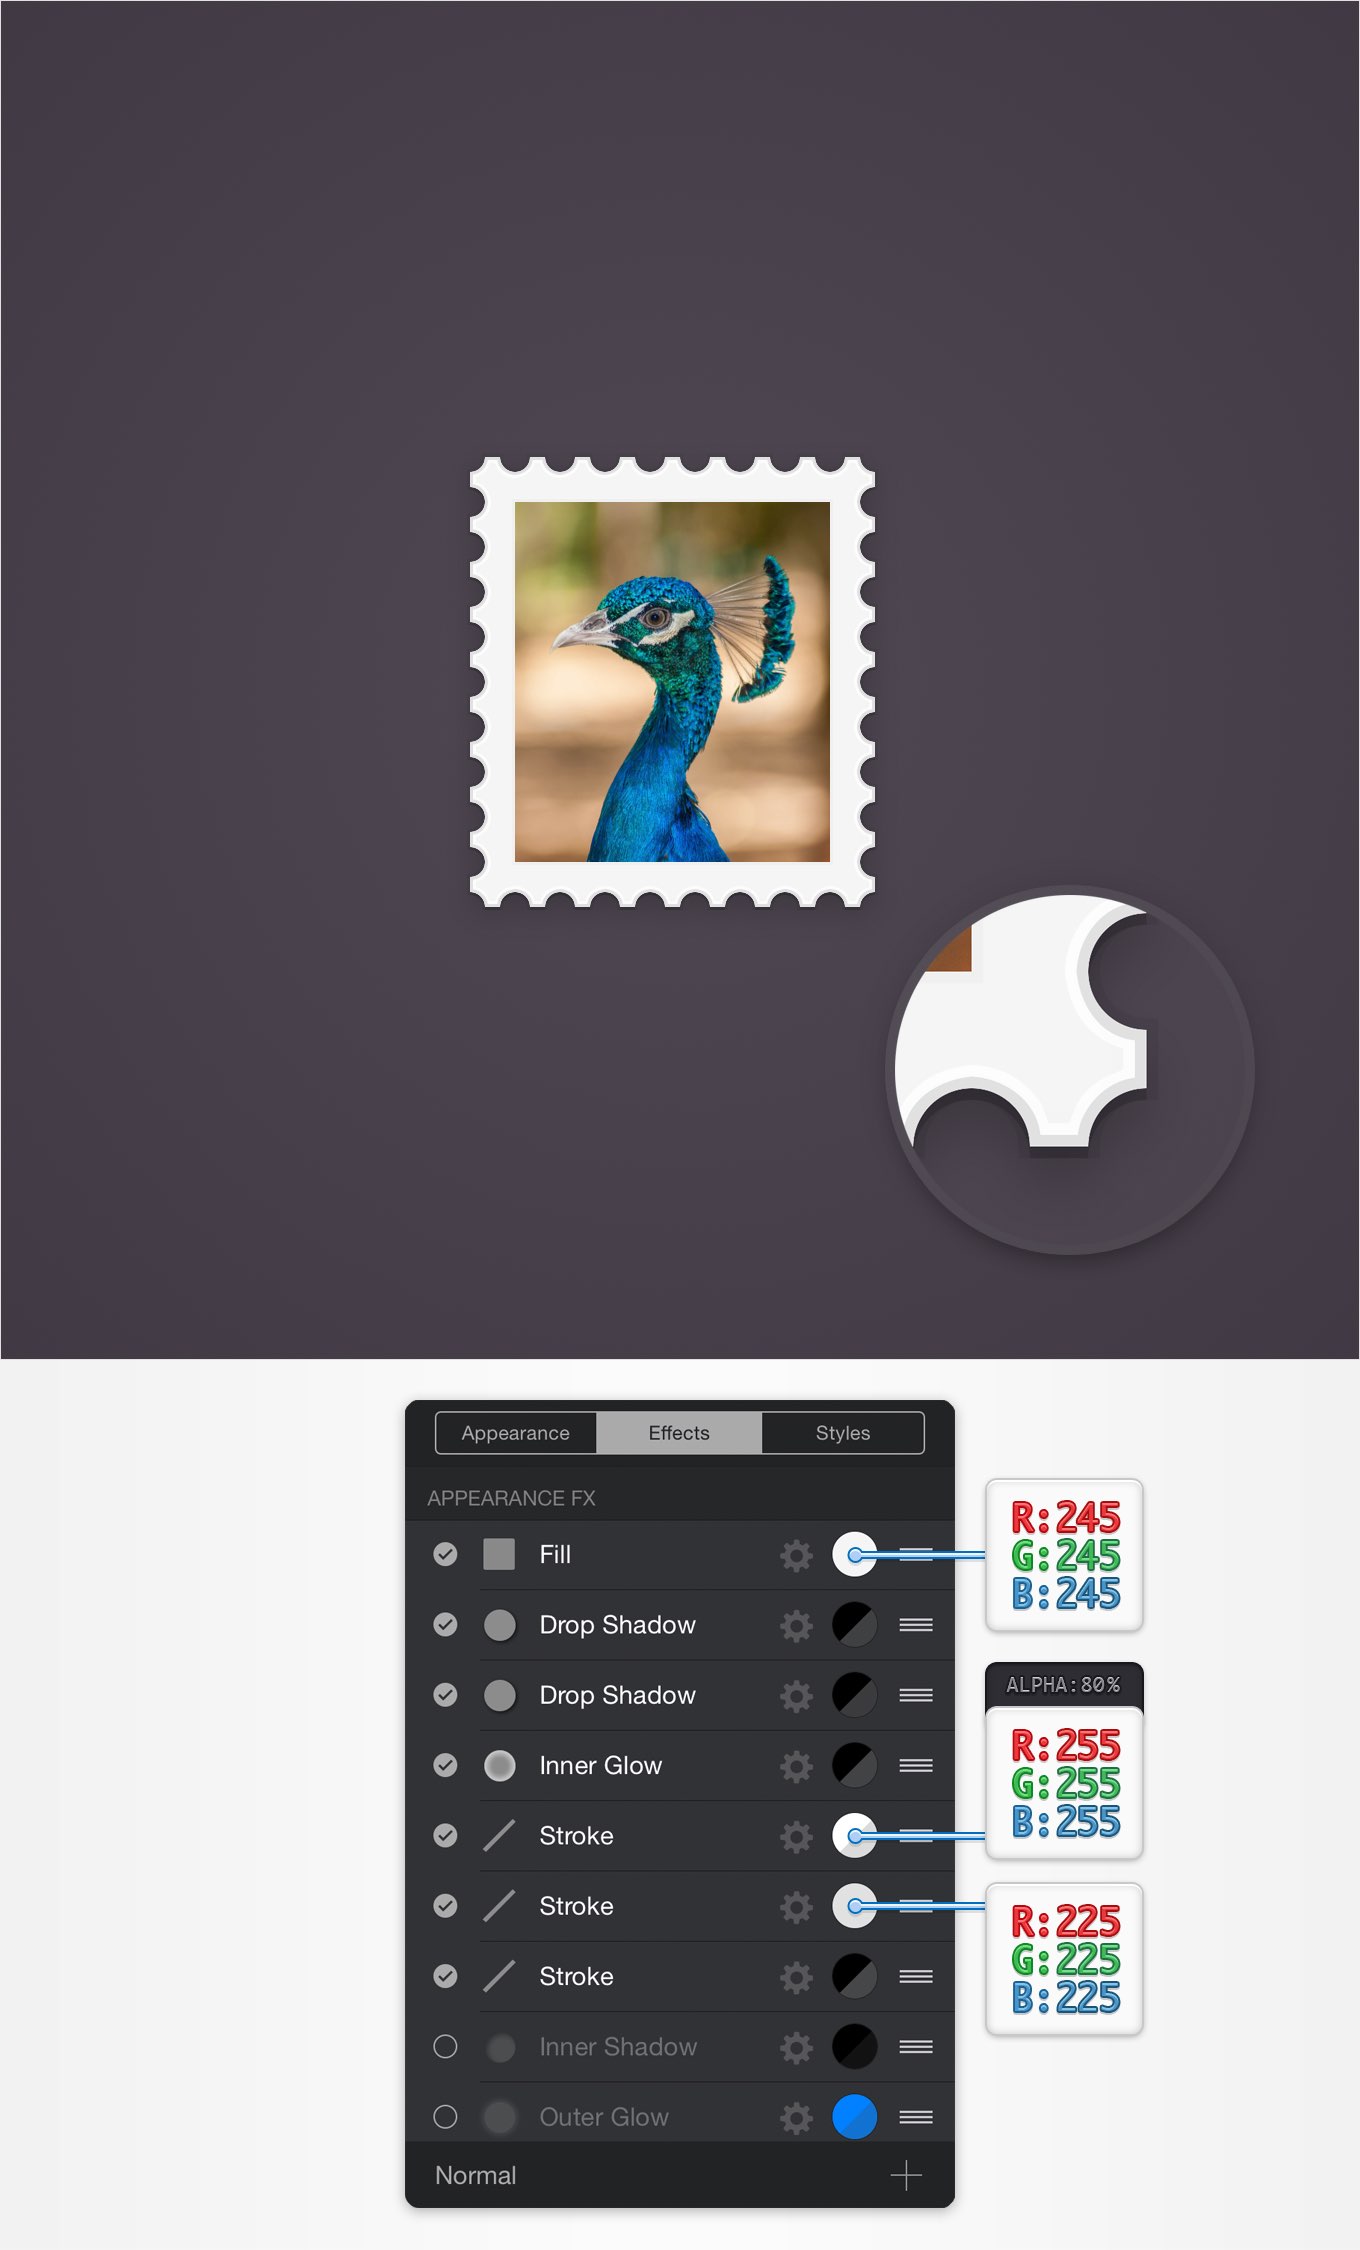 Appearance
Effects
Styles
APPEARANCE FX
Fill
R:245
G:245
B:245
Drop Shadow
Drop Shadow
ALPHA:80%
R:255
G:255
B:255
Inner Glow
Stroke
Stroke
R:225
G:225
B:225
Stroke
Inner Shadow
Outer Glow
Normal